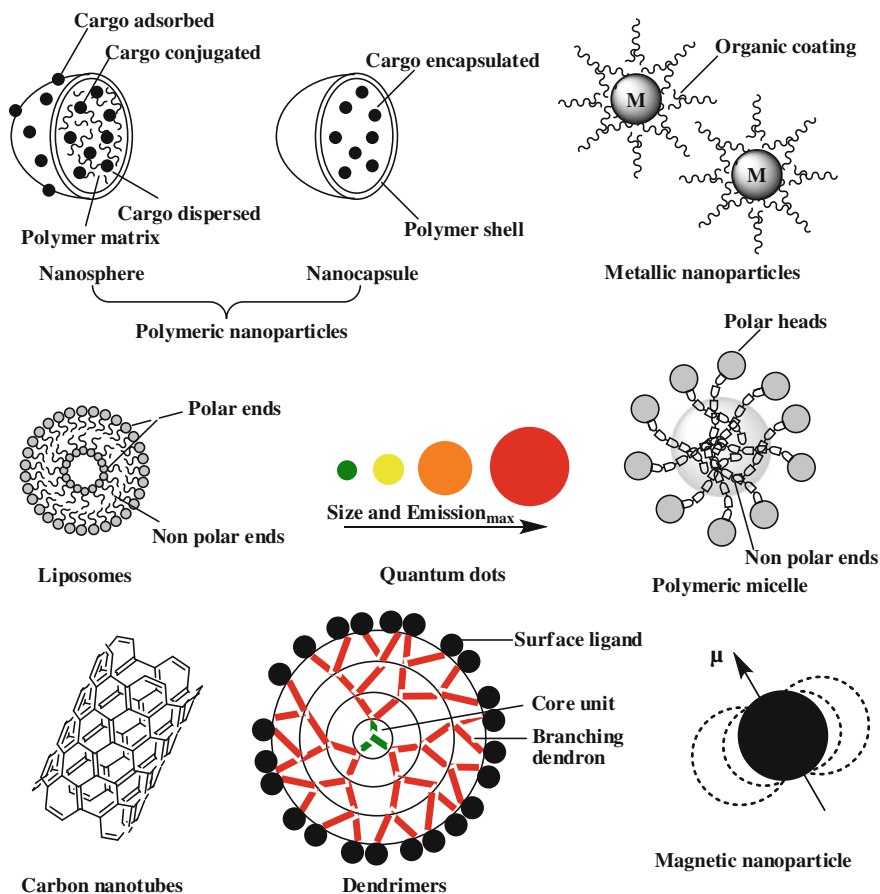 Cargo adsorbed
Cargo conjugated
Cargo dispersed
Polymer matrix
Nanosphere
Cargo encapsulated
Polymer shell
Nanocapsule
Polymeric nanoparticles
Organic coating
M
M
Metallic nanoparticles
Polar ends
Non polar ends
Liposomes
Size and Emissionmax
Quantum dots
Polar heads
Non polar ends
Polymeric micelle
Carbon nanotubes
Surface ligand
Core unit
Branching
dendron
Dendrimers
μ
Magnetic nanoparticle